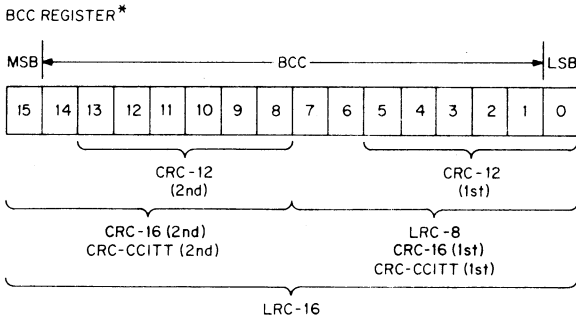 BCC REGISTER*
MSB BCC LSB
15 14 13 12 11 10 9 8 7 6 5 4 3 2 1 0
CRC-12 CRC-12
(2nd) (1st)
CRC-16 (2nd) LRC-8
CRC-CCITT (2nd) CRC-16 (1st)
CRC-CCITT (1st)
LRC-16